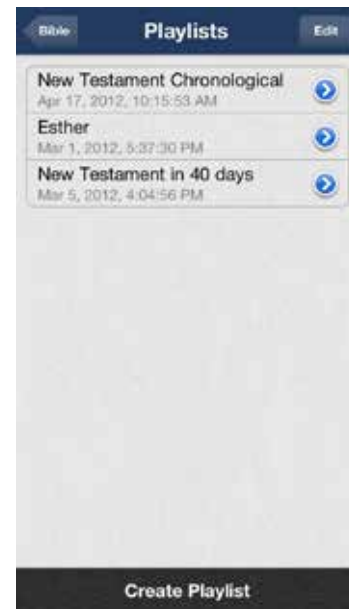 Bible
Playlists
Edit
New Testament Chronological
Apr 17, 2012, 10:15:53 AM
Esther
Mar 1, 2012, 5:37:30 PM
New Testament in 40 days
Mar 5, 2012, 4:04:56 PM
Create Playlist